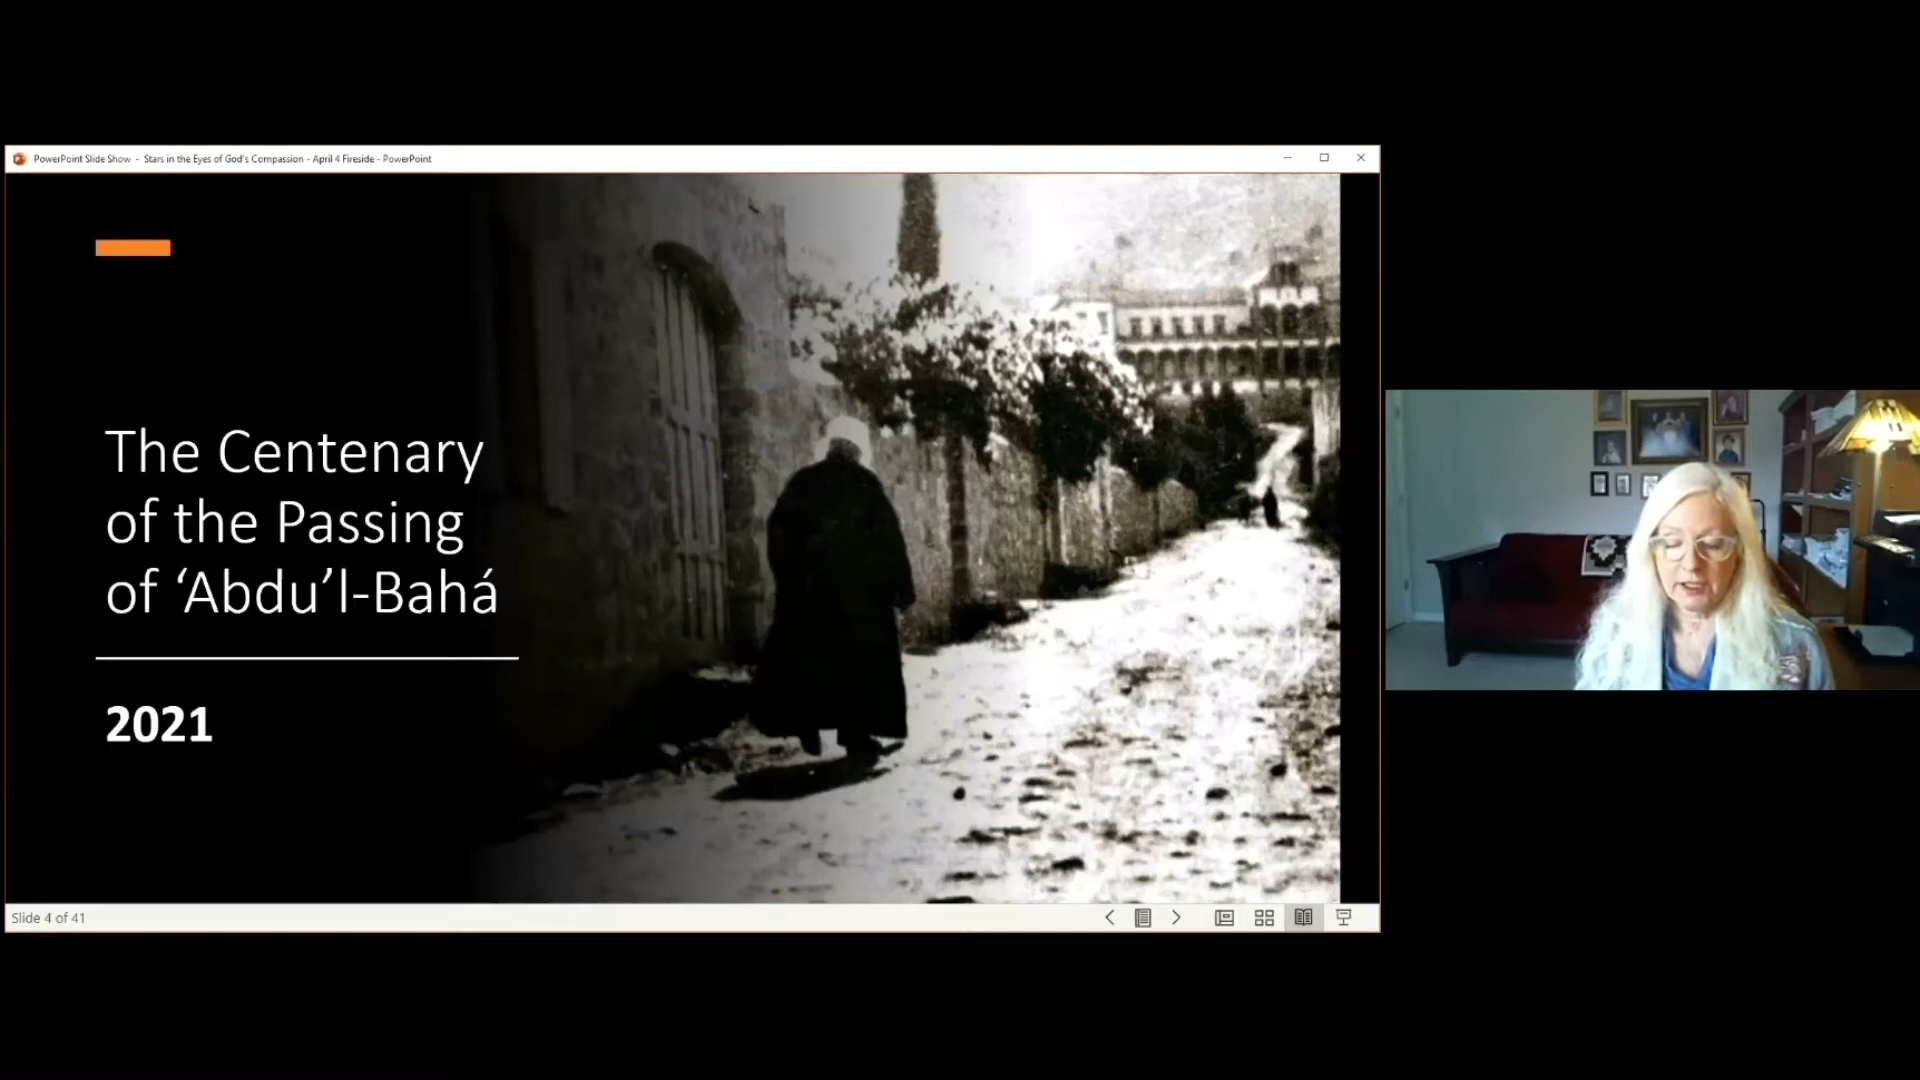 PowerPoint Slide Show - Stars in the Eyes of God's Compassion - April 4 Fireside - PowerPoint
The Centenary
of the Passing
of ‘Abdu’l-Bahá
2021
Slide 4 of 41